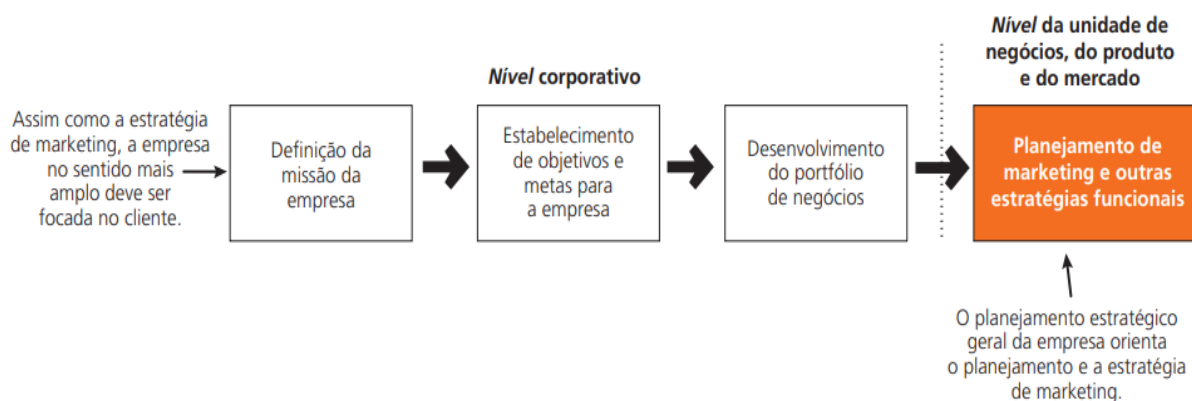 Nível da unidade de
negócios, do produto
e do mercado
Nível corporativo
Assim como a estratégia
de marketing, a empresa
no sentido mais
amplo deve ser
focada no cliente.
Definição da
missão da
empresa
Estabelecimento
de objetivos e
metas para
a empresa
Desenvolvimento
do portfólio
de negócios
Planejamento de
marketing e outras
estratégias funcionais
O planejamento estratégico
geral da empresa orienta
o planejamento e a estratégia
de marketing.